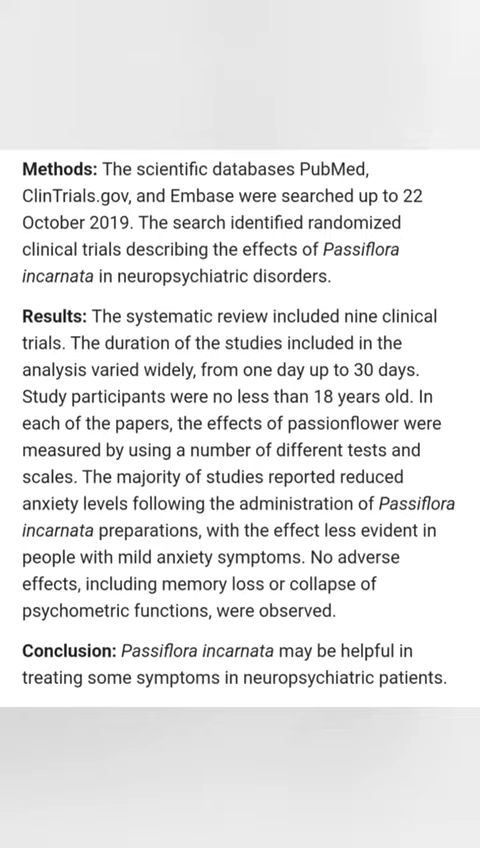 Methods: The scientific databases PubMed,
ClinTrials.gov, and Embase were searched up to 22
October 2019. The search identified randomized
clinical trials describing the effects of Passiflora
incarnata in neuropsychiatric disorders.
Results: The systematic review included nine clinical
trials. The duration of the studies included in the
analysis varied widely, from one day up to 30 days.
Study participants were no less than 18 years old. In
each of the papers, the effects of passionflower were
measured by using a number of different tests and
scales. The majority of studies reported reduced
anxiety levels following the administration of Passiflora
incarnata preparations, with the effect less evident in
people with mild anxiety symptoms. No adverse
effects, including memory loss or collapse of
psychometric functions, were observed.
Conclusion: Passiflora incarnata may be helpful in
treating some symptoms in neuropsychiatric patients.